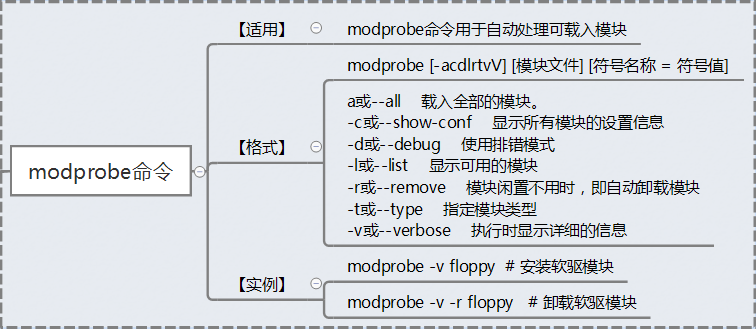 【适用】
modprobe命令用于自动处理可载入模块
modprobe [-acdlrtvV] [模块文件] [符号名称 = 符号值]
a或--all 载入全部的模块。
-c或--show-conf 显示所有模块的设置信息
-d或--debug 使用排错模式
【格式】
-l或--list 显示可用的模块
modprobe命令
-r或--remove 模块闲置不用时，即自动卸载模块
-t或--type 指定模块类型
-v或--verbose 执行时显示详细的信息
【实例】
modprobe -v floppy # 安装软驱模块
modprobe -v -r floppy # 卸载软驱模块